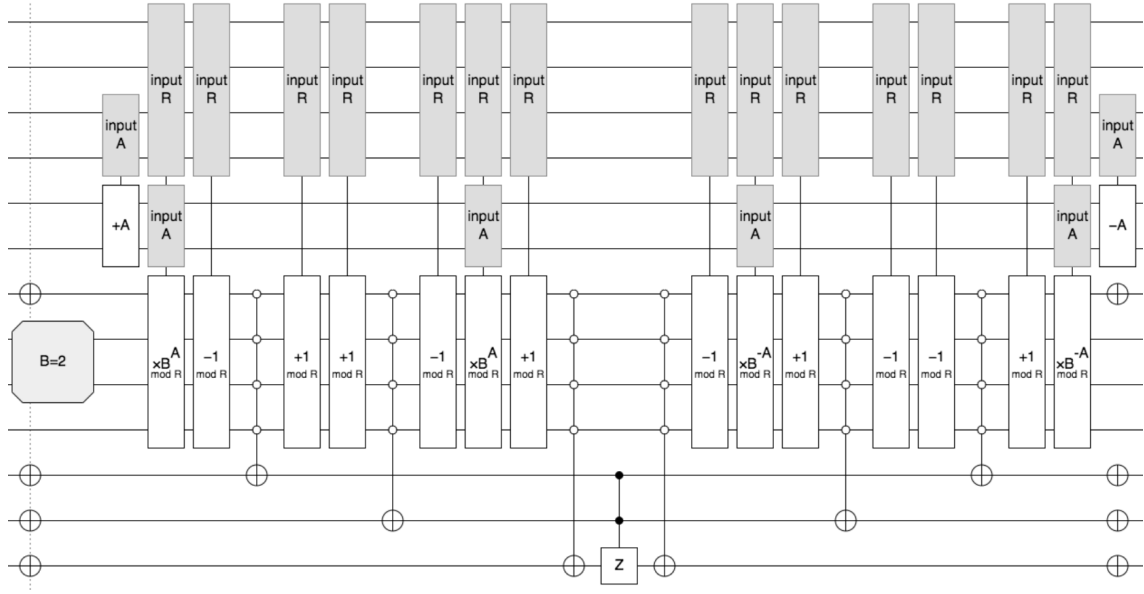 input input input input input input input input input input input input input input
R R R R R R R R R R R R R R
input input
A A
+A input input input input −A
A A A A
B=2 ×B^A −1 +1 +1 −1 ×B^A +1 −1 ×B^-A +1 −1 −1 +1 ×B^-A
mod R mod R mod R mod R mod R mod R mod R mod R mod R mod R mod R mod R mod R mod R
Z